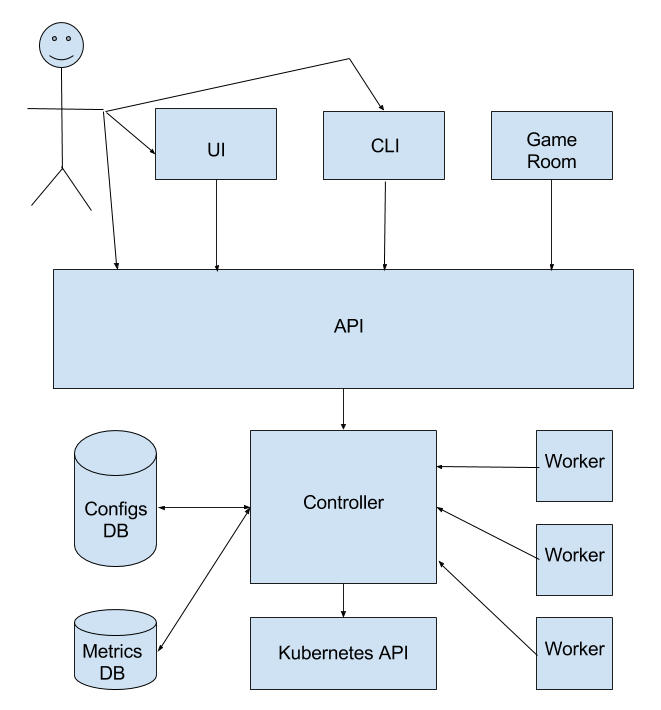 UI
CLI
Game
Room
API
Configs
DB
Controller
Worker
Worker
Metrics
DB
Kubernetes API
Worker